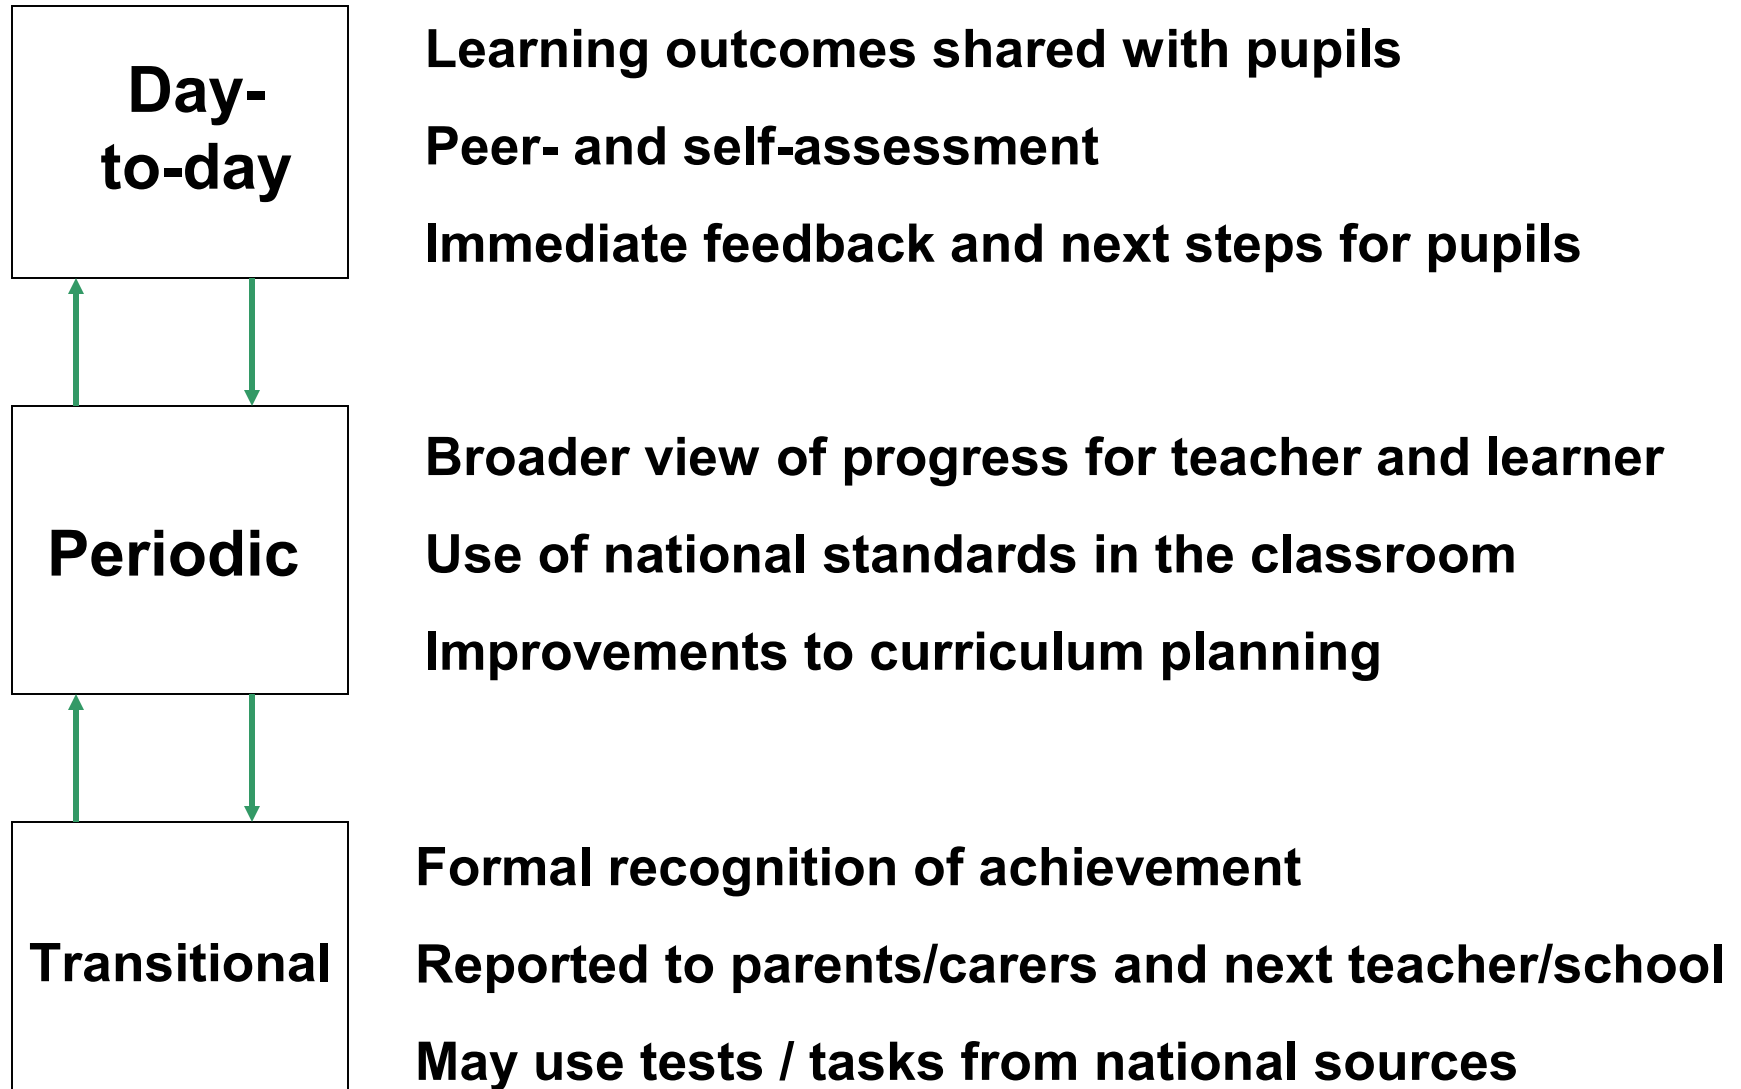 Day-
to-day
Learning outcomes shared with pupils
Peer- and self-assessment
Immediate feedback and next steps for pupils
Periodic
Broader view of progress for teacher and learner
Use of national standards in the classroom
Improvements to curriculum planning
Transitional
Formal recognition of achievement
Reported to parents/carers and next teacher/school
May use tests / tasks from national sources